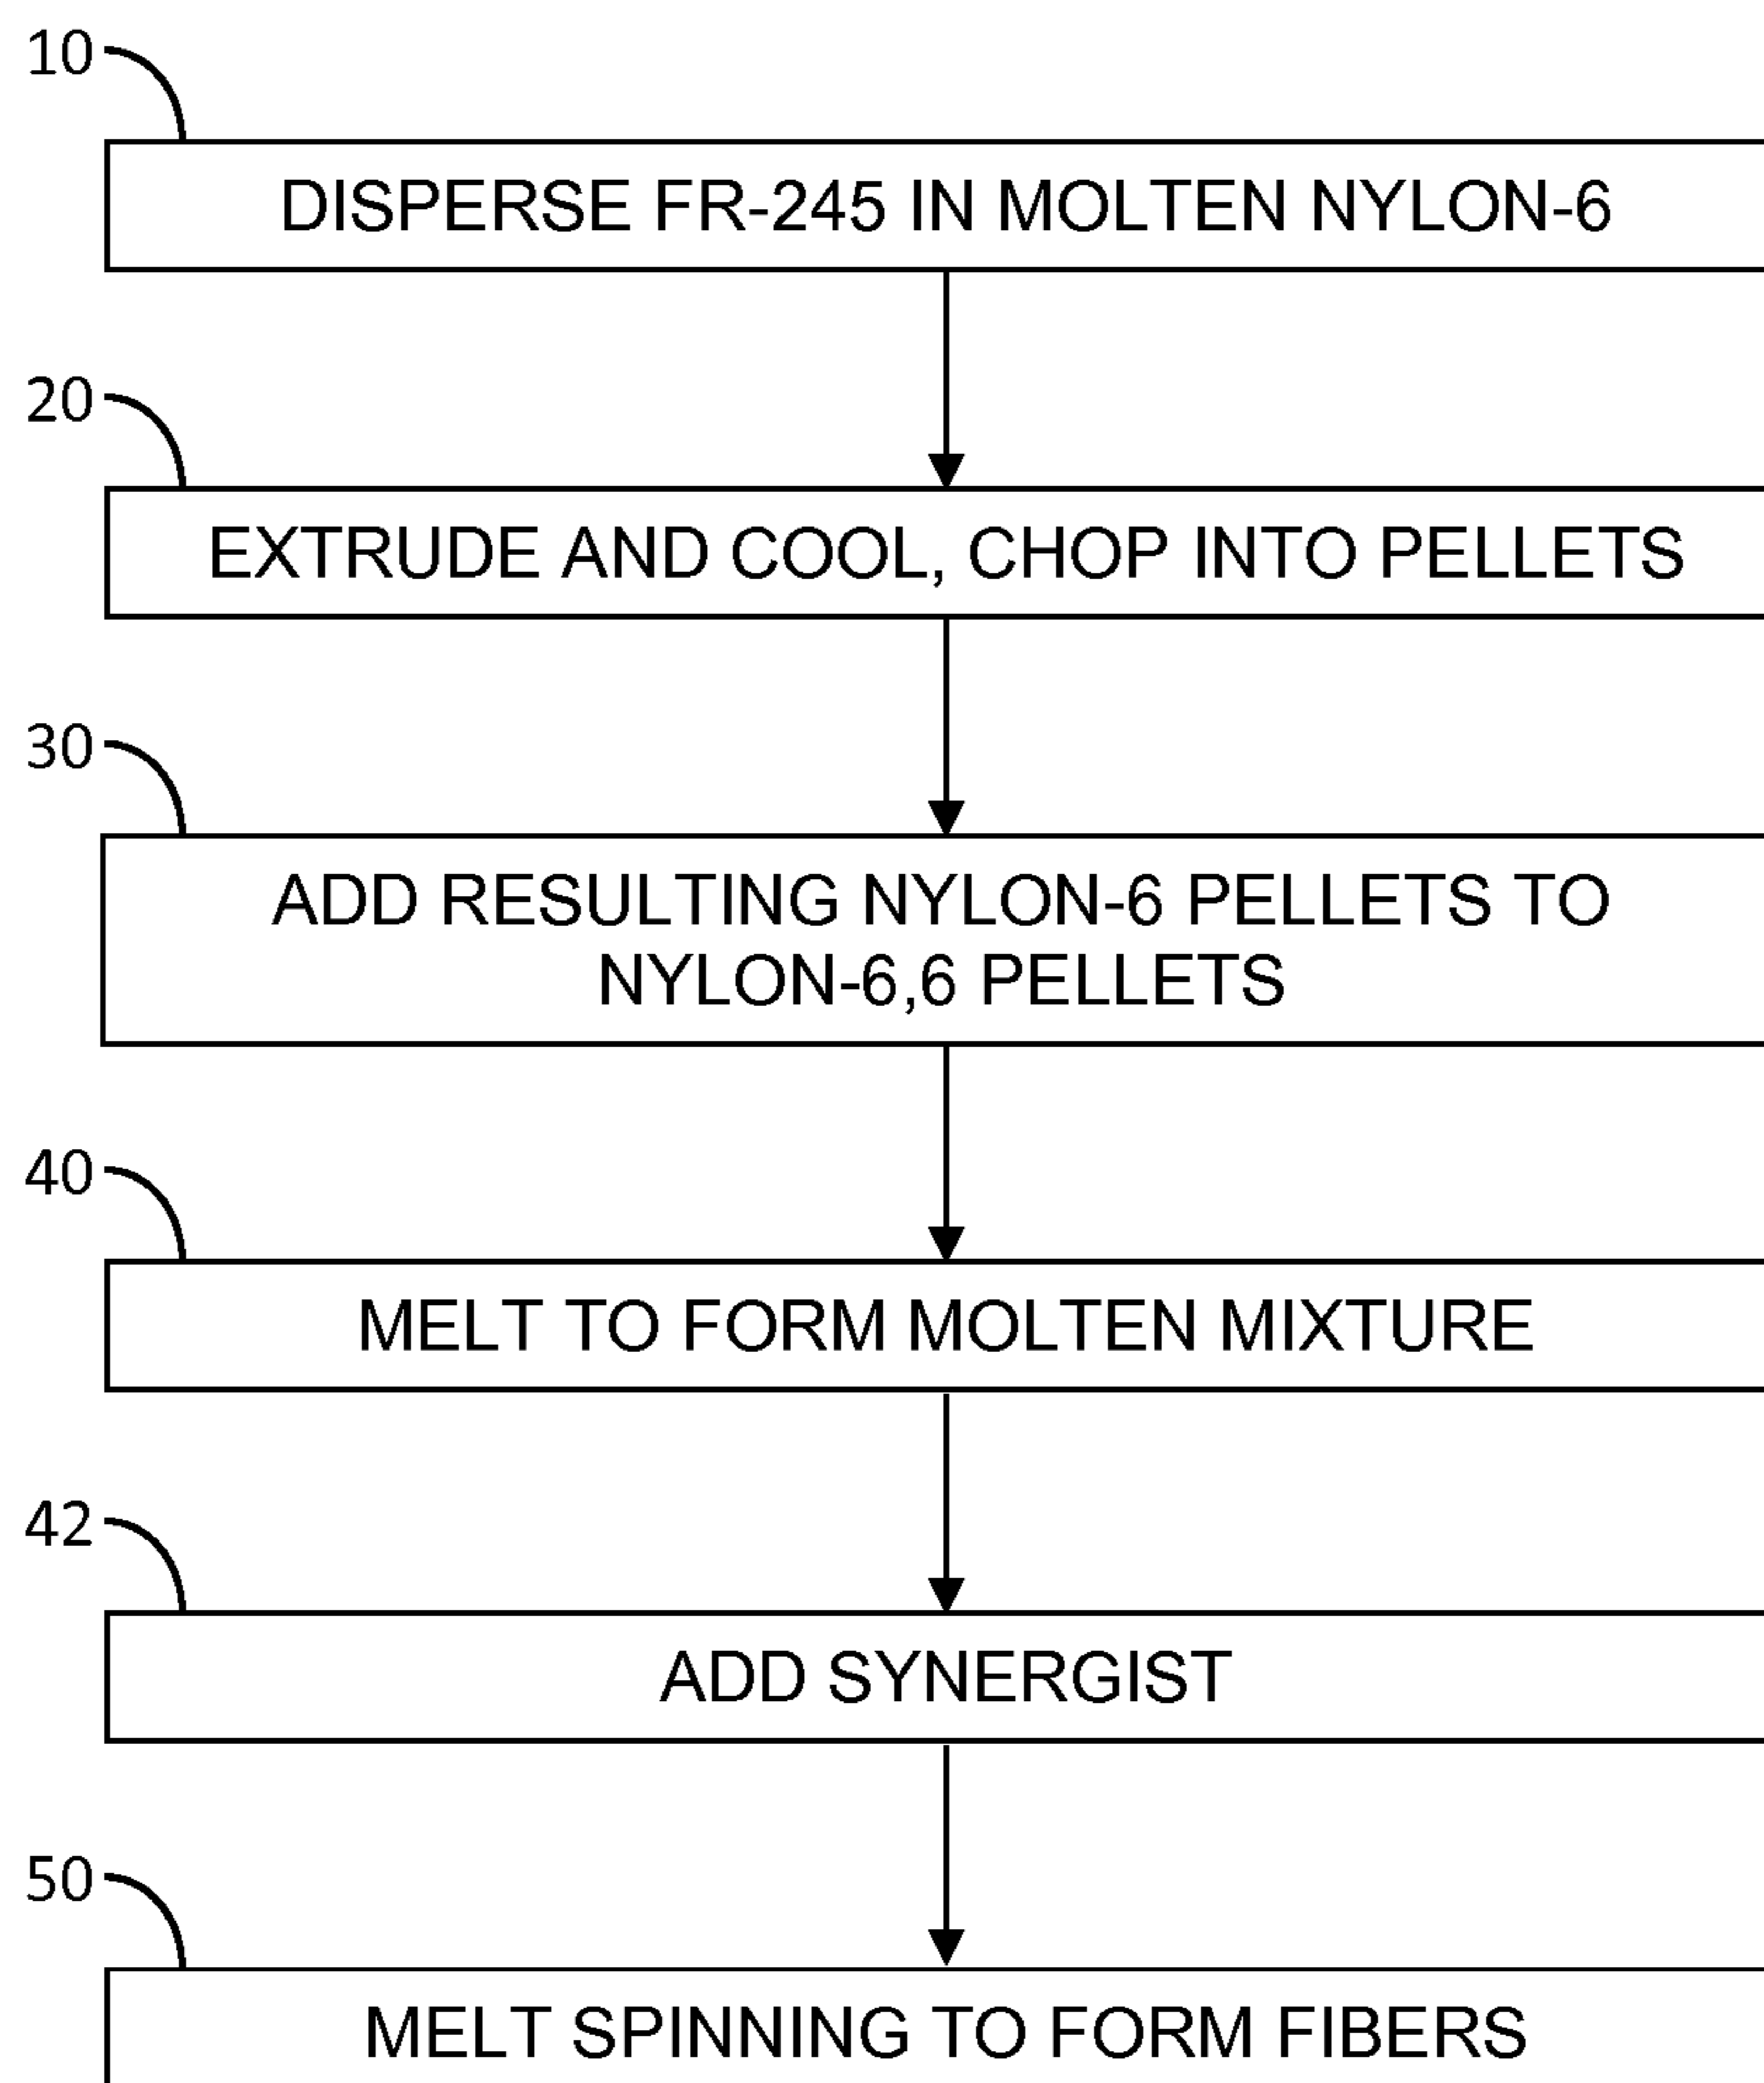 10
DISPERSE FR-245 IN MOLTEN NYLON-6
20
EXTRUDE AND COOL, CHOP INTO PELLETS
30
ADD RESULTING NYLON-6 PELLETS TO
NYLON-6,6 PELLETS
40
MELT TO FORM MOLTEN MIXTURE
42
ADD SYNERGIST
50
MELT SPINNING TO FORM FIBERS